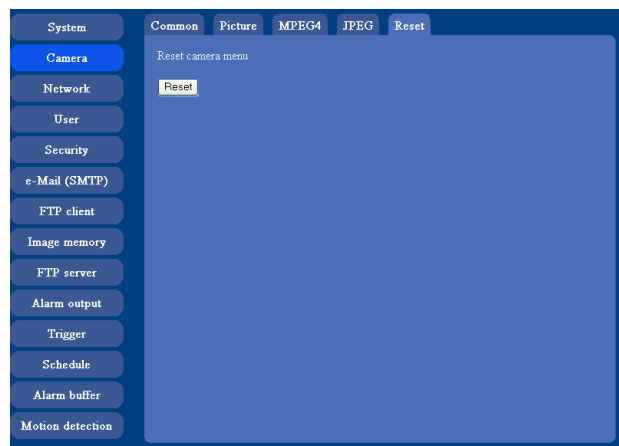 System
Camera
Network
User
Security
e-Mail (SMTP)
FTP client
Image memory
FTP server
Alarm output
Trigger
Schedule
Alarm buffer
Motion detection
Common Picture MPEG4 JPEG Reset
Reset camera menu
Reset